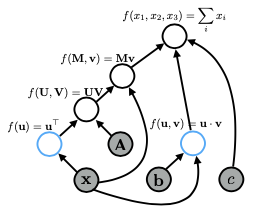 f(x₁, x₂, x₃) = ∑ᵢ xᵢ
f(M, v) = Mv
f(U, V) = UV
f(u) = u⊤
f(u, v) = u · v
A
x
b
c